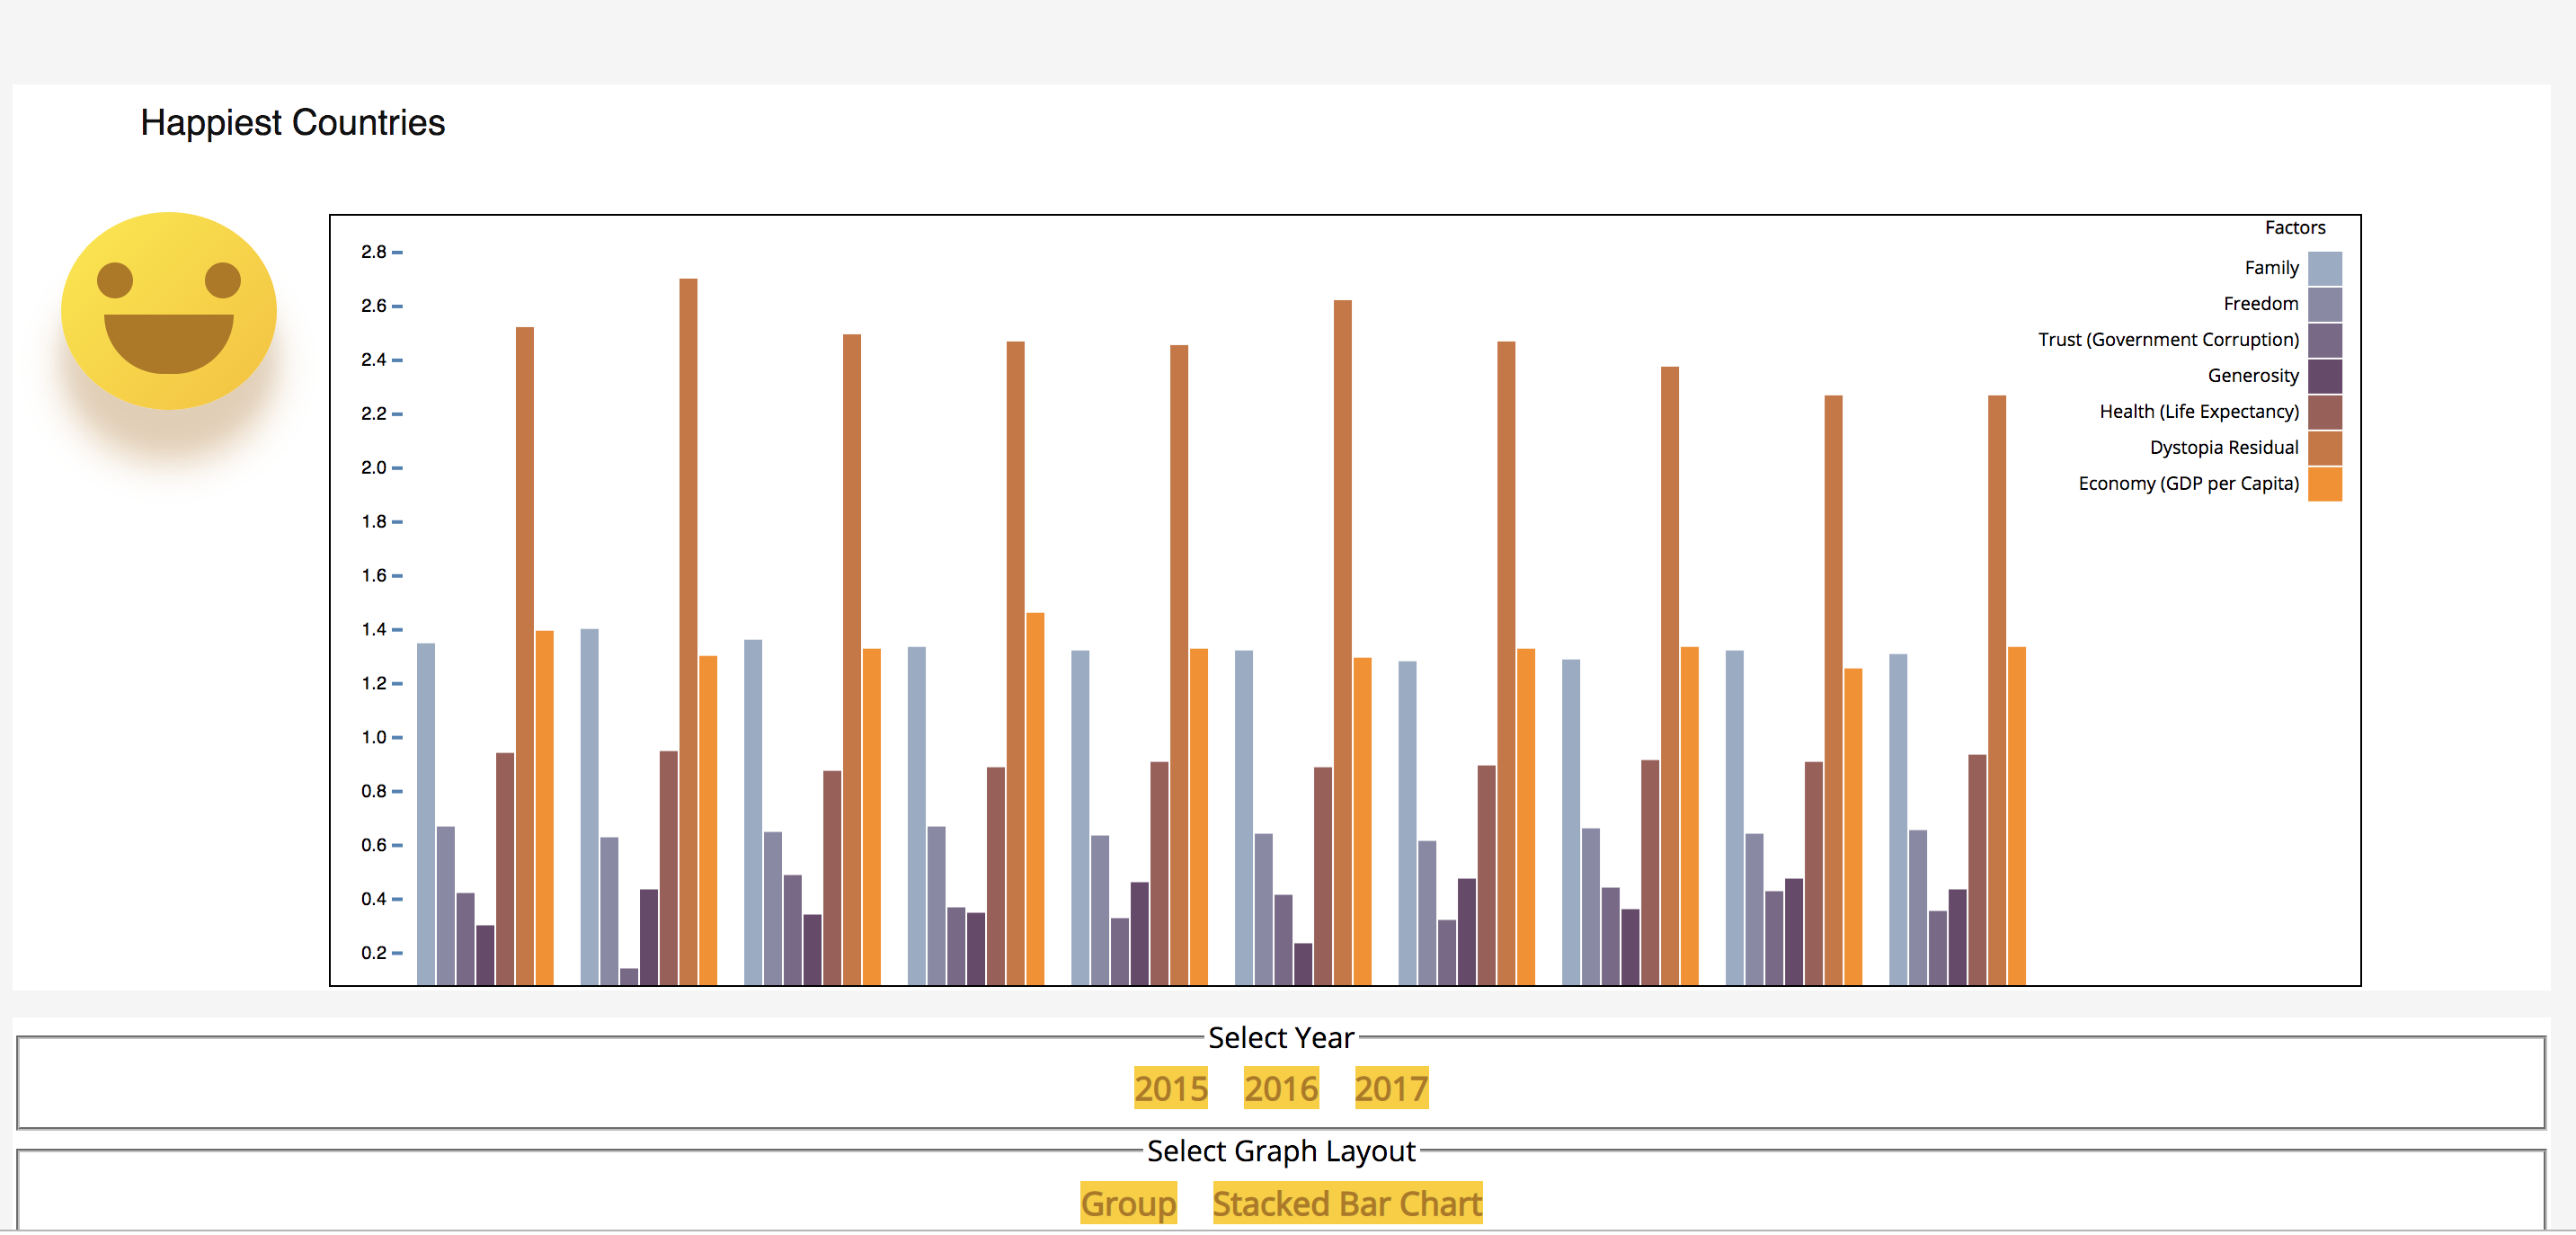 Happiest Countries
Factors
Family
Freedom
Trust (Government Corruption)
Generosity
Health (Life Expectancy)
Dystopia Residual
Economy (GDP per Capita)
2.8
2.6
2.4
2.2
2.0
1.8
1.6
1.4
1.2
1.0
0.8
0.6
0.4
0.2
Select Year
2015 2016 2017
Select Graph Layout
Group Stacked Bar Chart